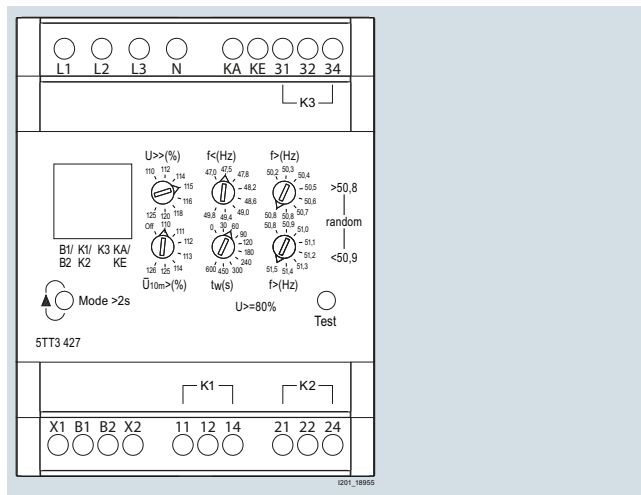 L1 L2 L3 N KA KE 31 32 34
K3
U>>(%) f<(Hz) f>(Hz)
110 112 114 115 116 118 120 125
47,0 47,5 47,8 48,2 48,6 49,0 49,4 49,8
50,2 50,3 50,4 50,5 50,6 50,7 50,8 50,8
>50,8
random
<50,9
Off 110 111 112 113 114 125 126
0 30 60 90 120 180 240 300 450 600
50,8 50,9 51,0 51,1 51,2 51,3 51,4 51,5
B1/ K1/ K3 KA/
B2 K2 KE
Ū10m>(%) tw(s) f>(Hz)
Mode >2s
U>=80%
Test
5TT3 427
K1 K2
X1 B1 B2 X2 11 12 14 21 22 24
I201_18955